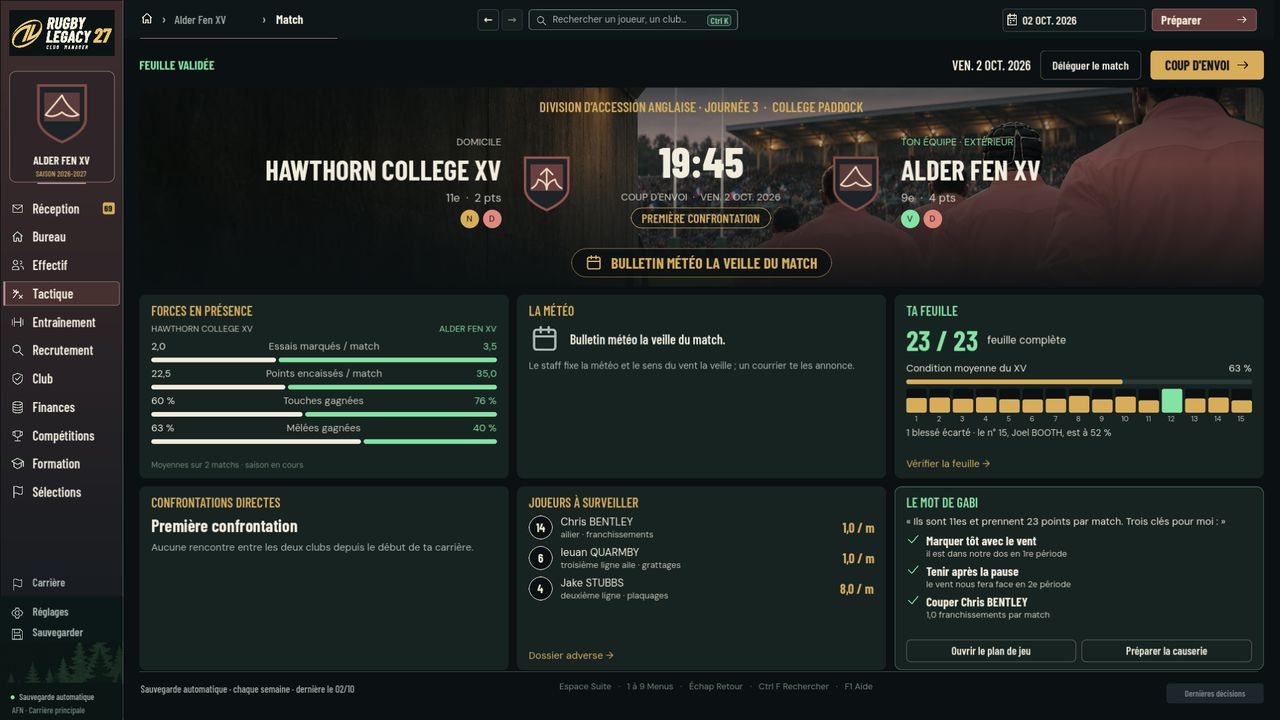 RUGBY
LEGACY 27
CLUB MANAGER
Alder Fen XV
Match
Rechercher un joueur, un club...
Ctrl K
02 OCT. 2026
Préparer
ALDER FEN XV
SAISON 2026-2027
Réception
69
Bureau
Effectif
Tactique
Entraînement
Recrutement
Club
Finances
Compétitions
Formation
Sélections
Carrière
Réglages
Sauvegarder
Sauvegarde automatique
AFN · Carrière principale
FEUILLE VALIDÉE
VEN. 2 OCT. 2026
Déléguer le match
COUP D'ENVOI
DIVISION D'ACCESSION ANGLAISE · JOURNÉE 3 · COLLEGE PADDOCK
DOMICILE
HAWTHORN COLLEGE XV
11e · 2 pts
N D
19:45
COUP D'ENVOI · VEN. 2 OCT. 2026
PREMIÈRE CONFRONTATION
TON ÉQUIPE · EXTÉRIEUR
ALDER FEN XV
9e · 4 pts
V D
BULLETIN MÉTÉO LA VEILLE DU MATCH
FORCES EN PRÉSENCE
HAWTHORN COLLEGE XV ALDER FEN XV
2,0 Essais marqués / match 3,5
22,5 Points encaissés / match 35,0
60 % Touches gagnées 76 %
63 % Mêlées gagnées 40 %
Moyennes sur 2 matchs · saison en cours
LA MÉTÉO
Bulletin météo la veille du match.
Le staff fixe la météo et le sens du vent la veille ; un courrier te les annonce.
TA FEUILLE
23 / 23 feuille complète
Condition moyenne du XV 63 %
1 2 3 4 5 6 7 8 9 10 11 12 13 14 15
1 blessé écarté · le n° 15, Joel BOOTH, est à 52 %
Vérifier la feuille →
CONFRONTATIONS DIRECTES
Première confrontation
Aucune rencontre entre les deux clubs depuis le début de ta carrière.
JOUEURS À SURVEILLER
14 Chris BENTLEY 1,0 / m
ailier · franchissements
6 Ieuan QUARMBY 1,0 / m
troisième ligne aile · grattages
4 Jake STUBBS 8,0 / m
deuxième ligne · plaquages
Dossier adverse →
LE MOT DE GABI
« Ils sont 11es et prennent 23 points par match. Trois clés pour moi : »
Marquer tôt avec le vent
il est dans notre dos en 1re période
Tenir après la pause
le vent nous fera face en 2e période
Couper Chris BENTLEY
1,0 franchissements par match
Ouvrir le plan de jeu
Préparer la causerie
Sauvegarde automatique · chaque semaine · dernière le 02/10
Espace Suite · 1 à 9 Menus · Échap Retour · Ctrl F Rechercher · F1 Aide
Dernières décisions